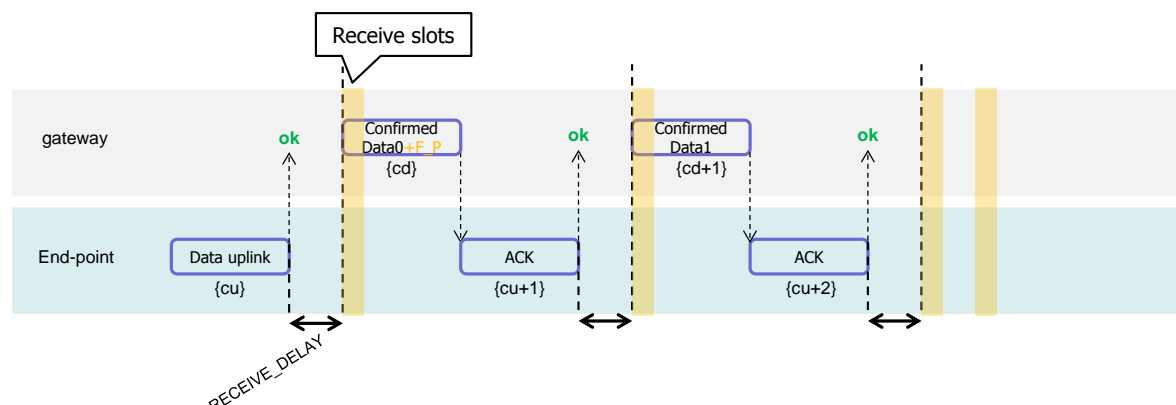 Receive slots
gateway
ok
Confirmed
Data0+F_P
{cd}
ok
Confirmed
Data1
{cd+1}
ok
End-point
Data uplink
{cu}
ACK
{cu+1}
ACK
{cu+2}
RECEIVE_DELAY